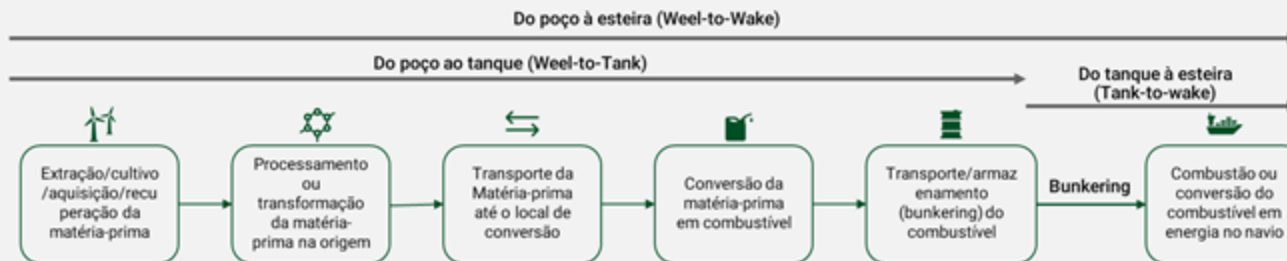 Do poço à esteira (Weel-to-Wake)
Do poço ao tanque (Weel-to-Tank)
Do tanque à esteira
(Tank-to-wake)
Extração/cultivo
/aquisição/recu
peração da
matéria-prima
Processamento
ou
transformação
da matéria-
prima na origem
Transporte da
Matéria-prima
até o local de
conversão
Conversão da
matéria-prima
em combustível
Transporte/armaz
enamento
(bunkering) do
combustível
Bunkering
Combustão ou
conversão do
combustível em
energia no navio